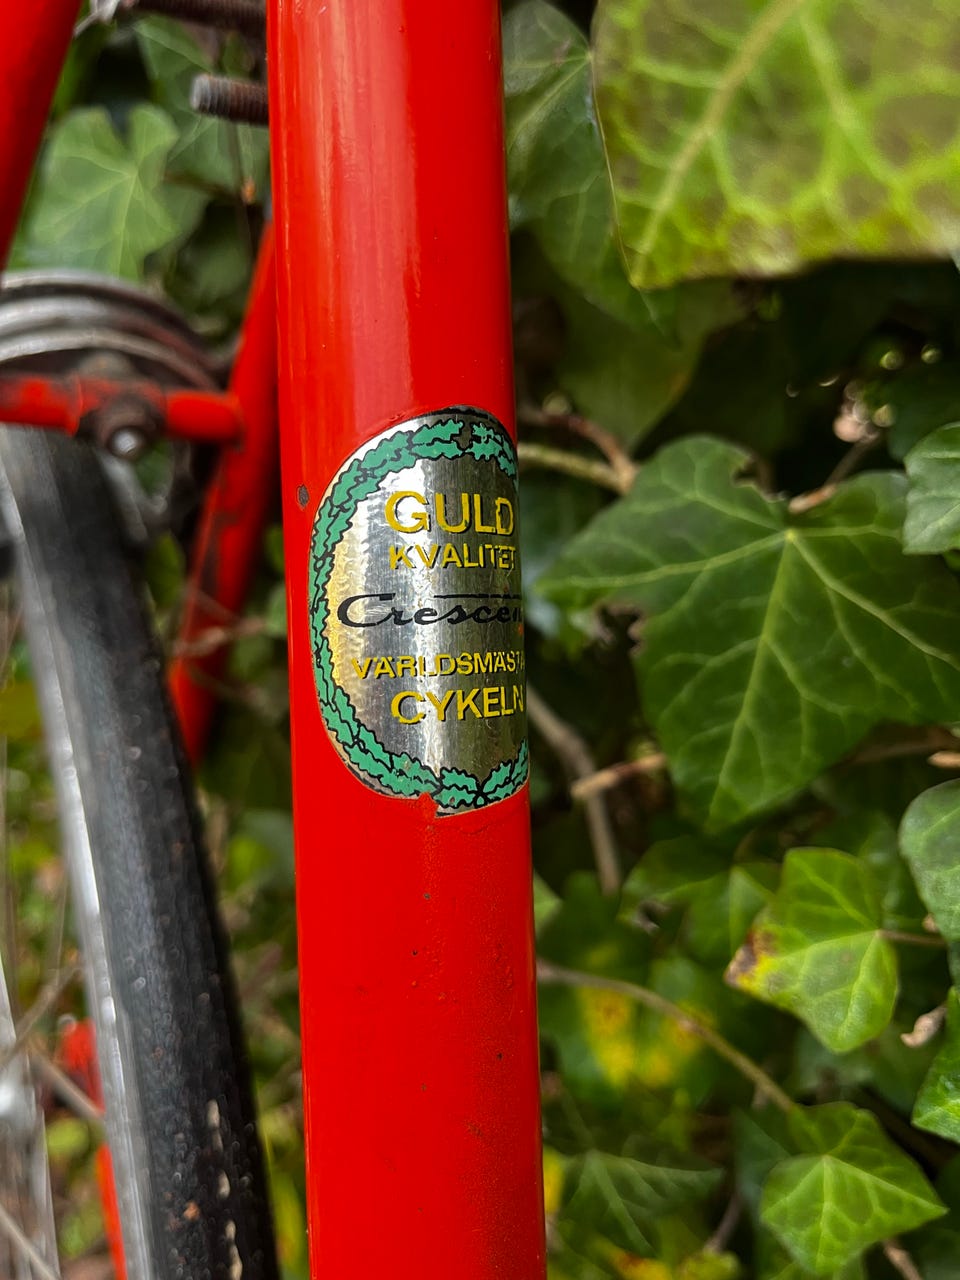 GULD
KVALITET
Crescen
VÄRLDSMÄSTA
CYKELN